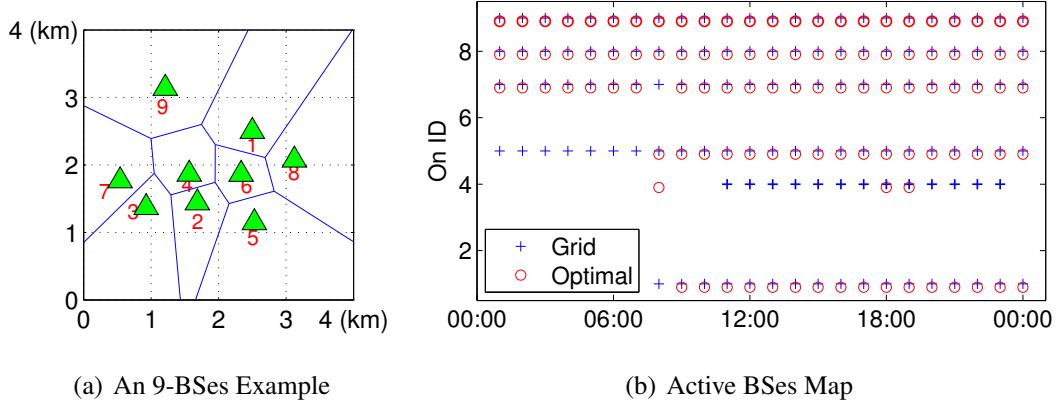 4 (km)
3
2
1
0
0 1 2 3 4 (km)
9
1
8
7
4
6
3
2
5
(a) An 9-BSes Example
On ID
8
6
4
2
Grid
Optimal
00:00 06:00 12:00 18:00 00:00
(b) Active BSes Map